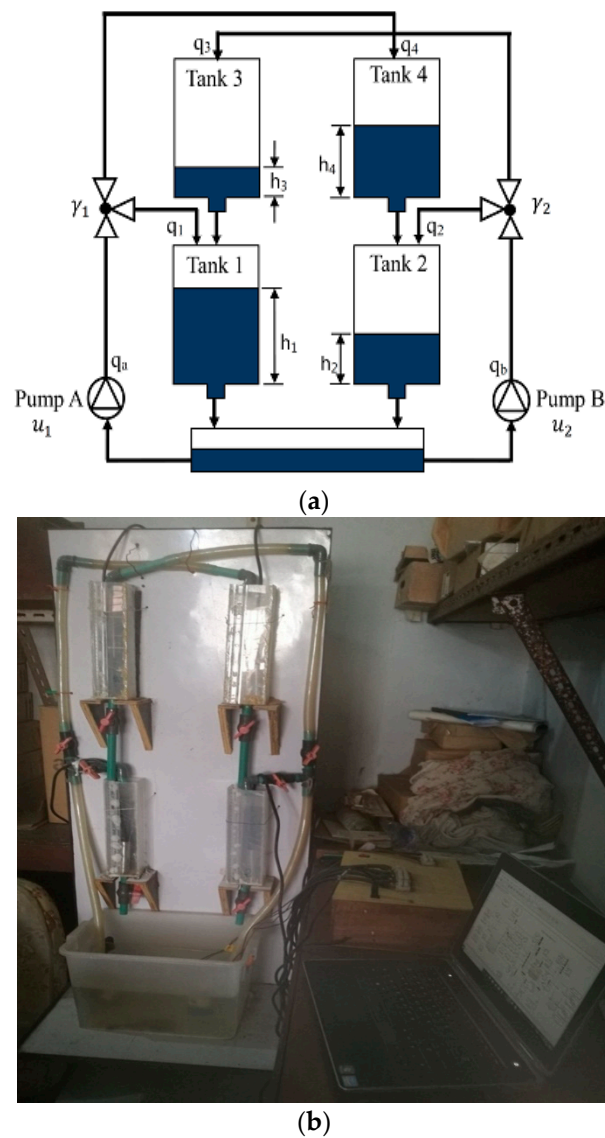 q₃
q₄
Tank 3
Tank 4
h₃
h₄
γ₁
γ₂
q₁
q₂
Tank 1
Tank 2
h₁
h₂
qₐ
q_b
Pump A
u₁
Pump B
u₂
(a)
(b)